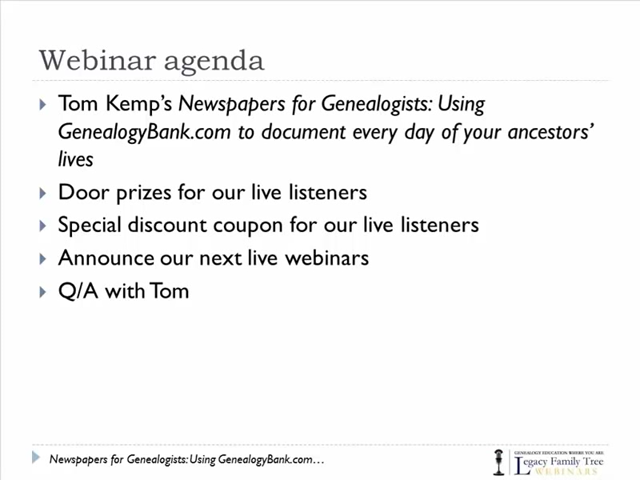 Webinar agenda
Tom Kemp's Newspapers for Genealogists: Using
GenealogyBank.com to document every day of your ancestors'
lives
Door prizes for our live listeners
Special discount coupon for our live listeners
Announce our next live webinars
Q/A with Tom
Newspapers for Genealogists: Using GenealogyBank.com…
GENEALOGY EDUCATION WHERE YOU ARE
Legacy Family Tree
WEBINARS